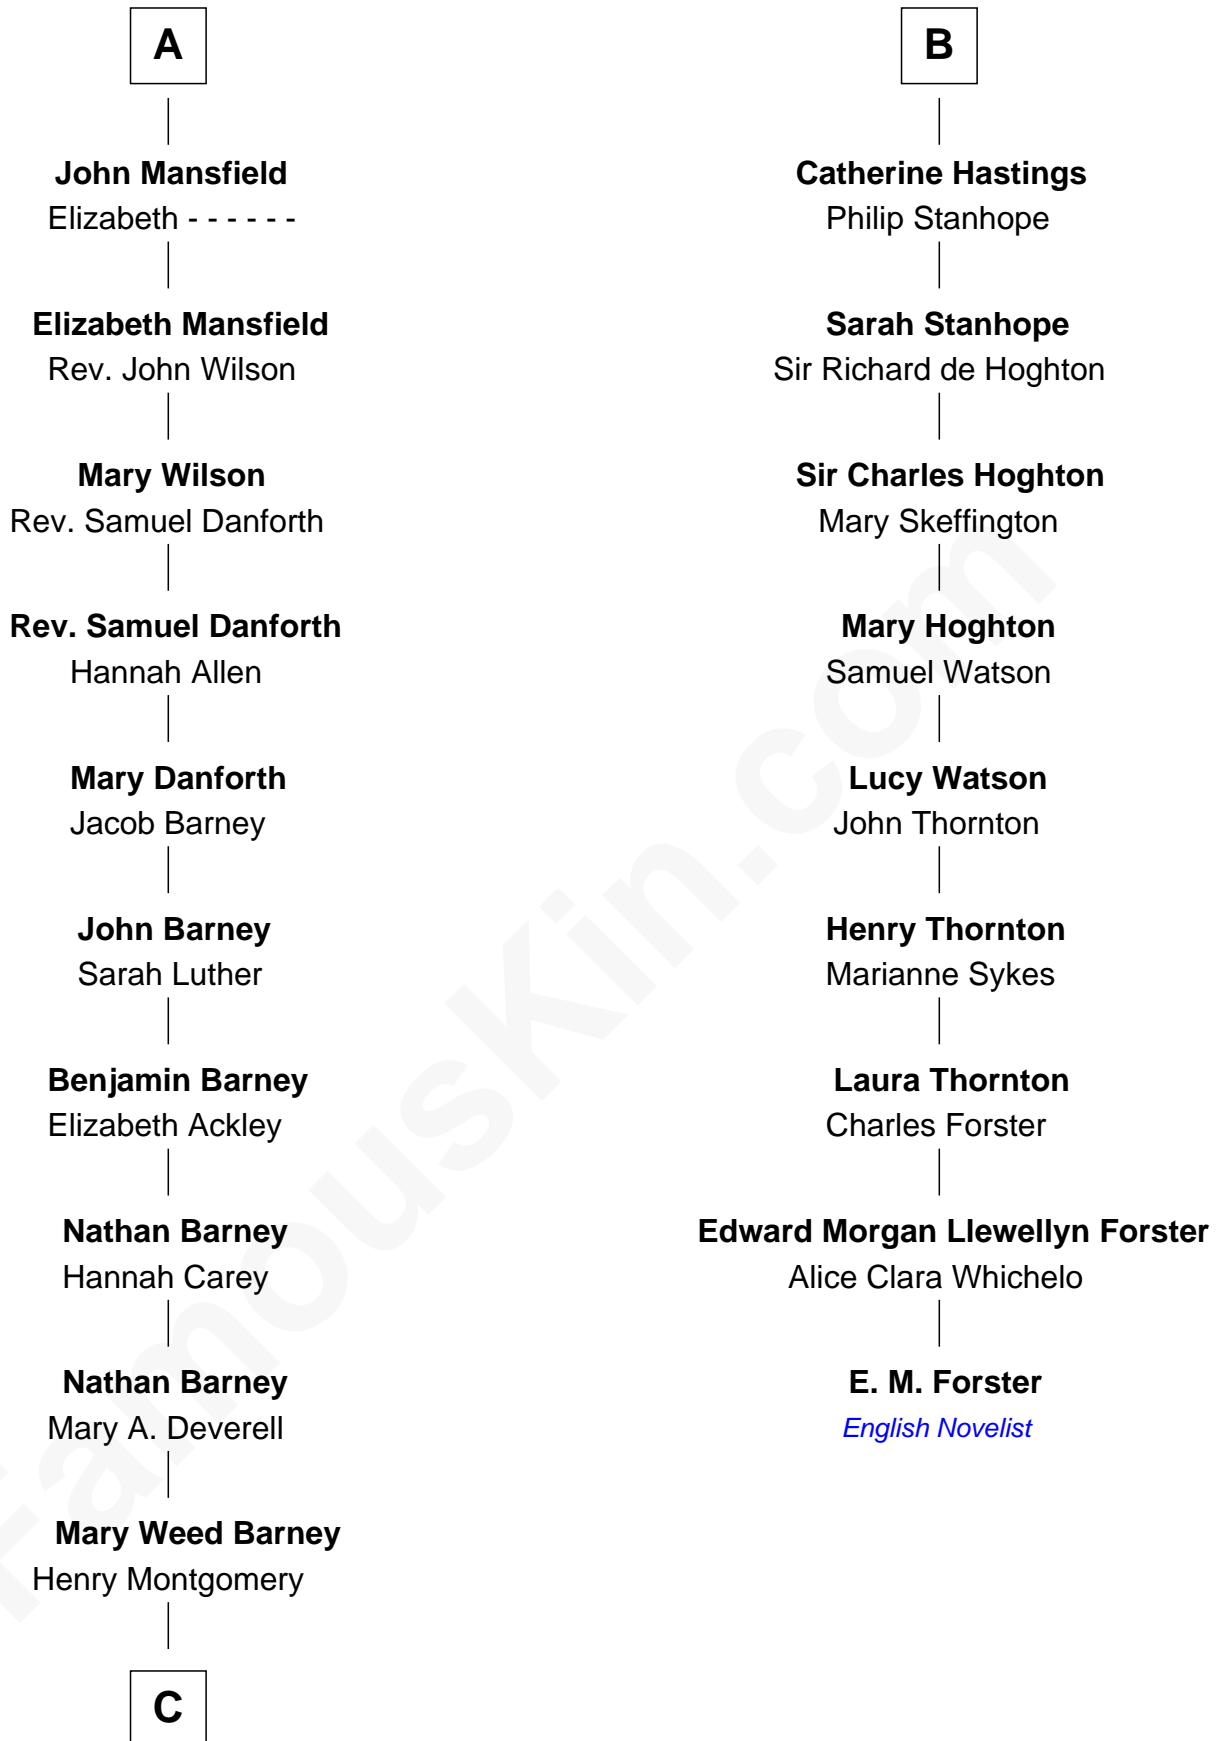 A
John Mansfield
Elizabeth - - - - - -
Elizabeth Mansfield
Rev. John Wilson
Mary Wilson
Rev. Samuel Danforth
Rev. Samuel Danforth
Hannah Allen
Mary Danforth
Jacob Barney
John Barney
Sarah Luther
Benjamin Barney
Elizabeth Ackley
Nathan Barney
Hannah Carey
Nathan Barney
Mary A. Deverell
Mary Weed Barney
Henry Montgomery
C
B
Catherine Hastings
Philip Stanhope
Sarah Stanhope
Sir Richard de Hoghton
Sir Charles Hoghton
Mary Skeffington
Mary Hoghton
Samuel Watson
Lucy Watson
John Thornton
Henry Thornton
Marianne Sykes
Laura Thornton
Charles Forster
Edward Morgan Llewellyn Forster
Alice Clara Whichelo
E. M. Forster
English Novelist
FamousKin.com